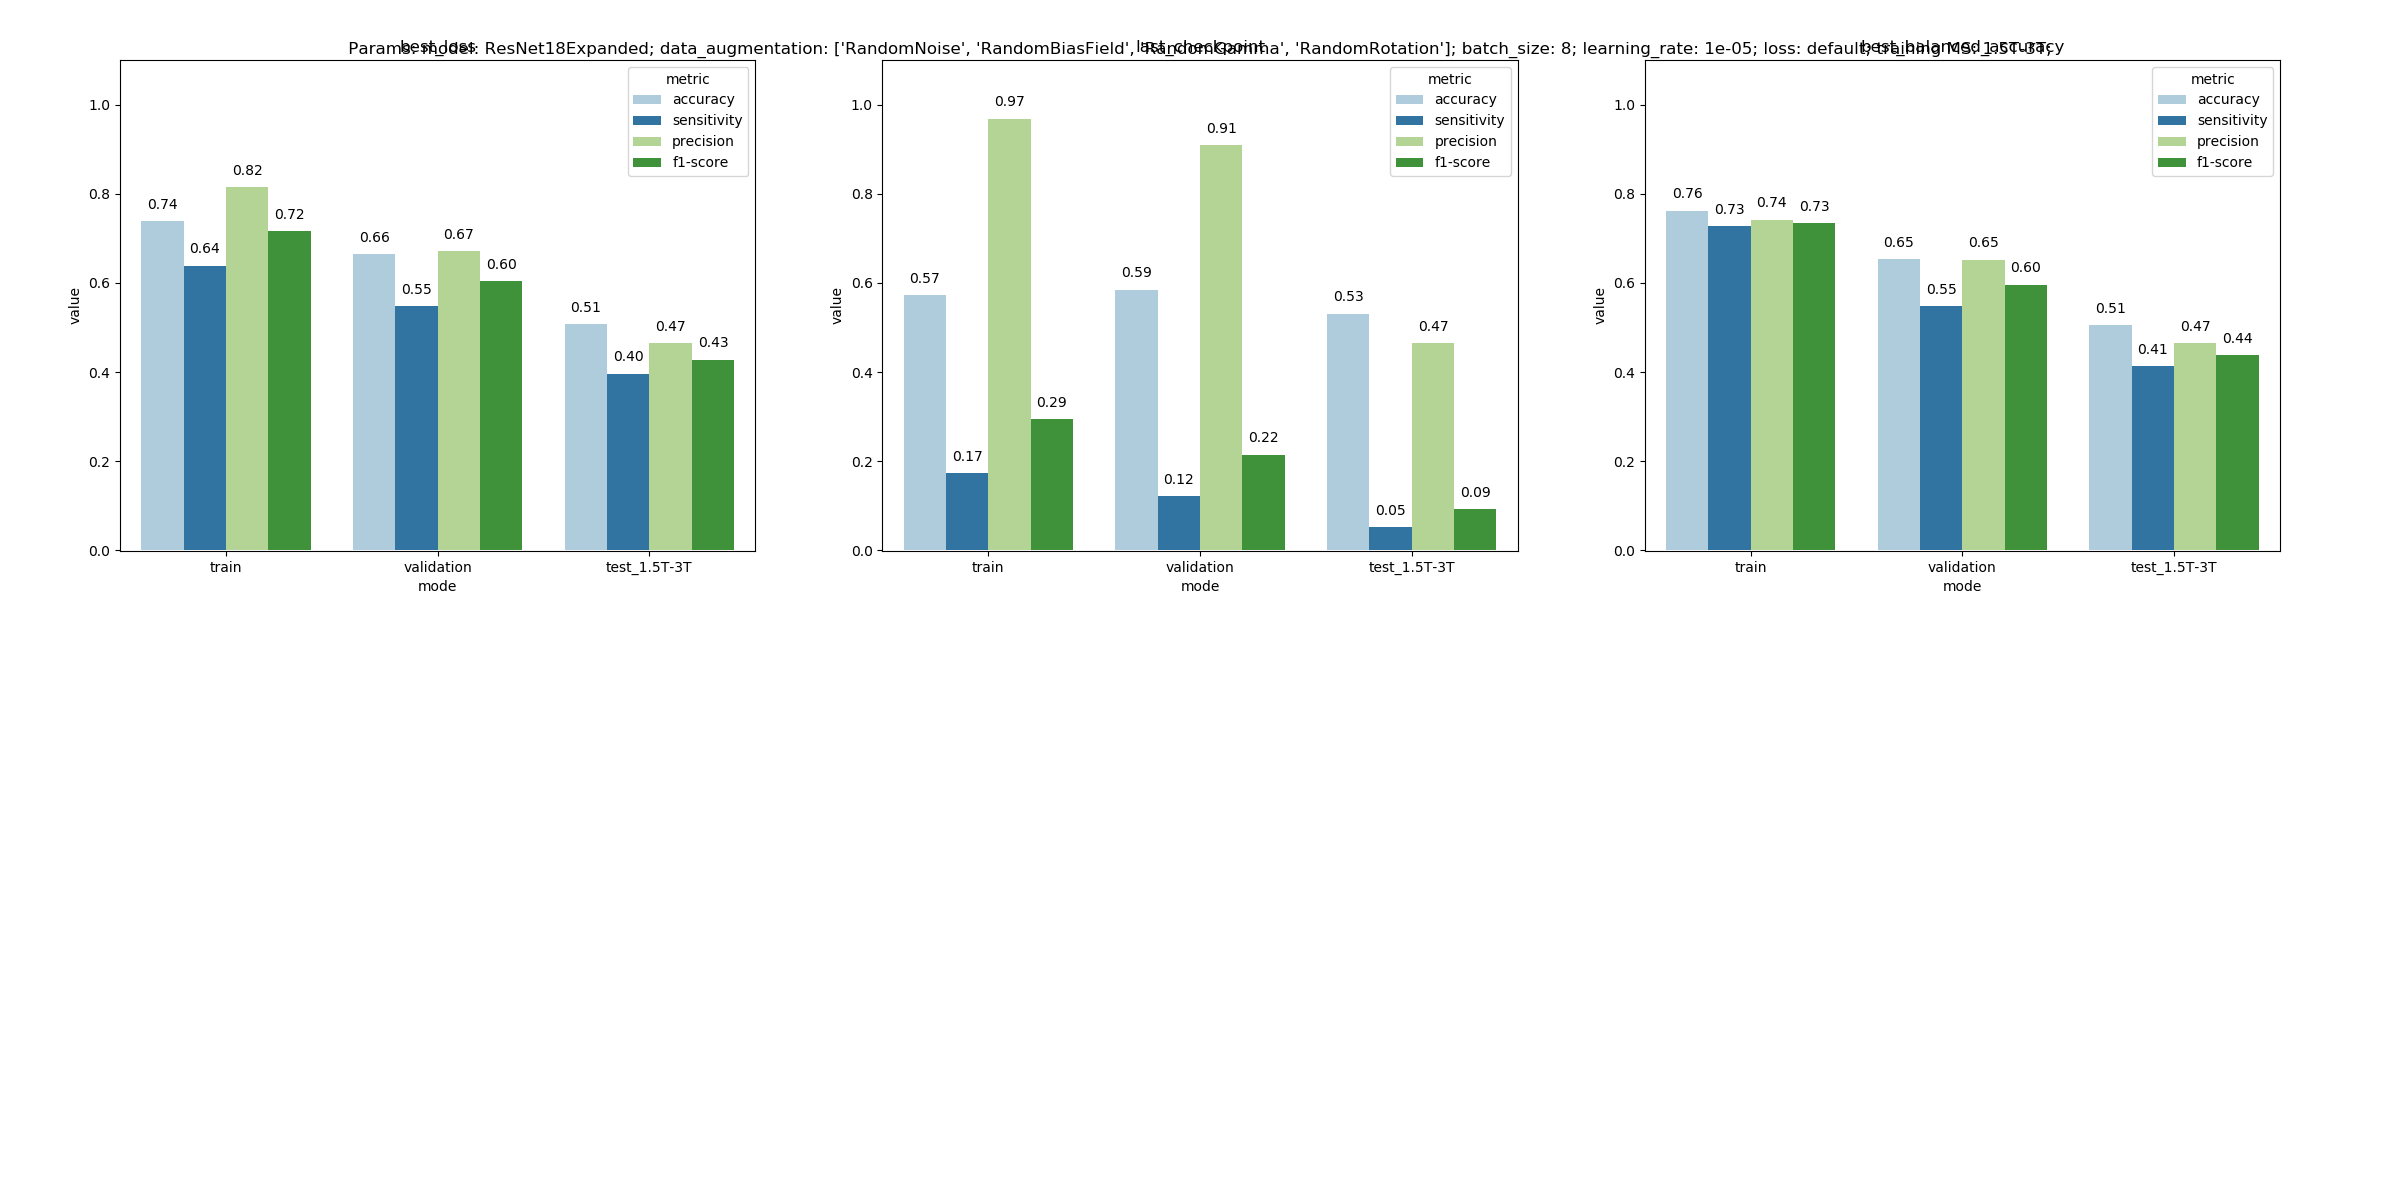 Params: model: ResNet18Expanded; data_augmentation: ['RandomNoise', 'RandomBiasField', 'RandomGamma', 'RandomRotation']; batch_size: 8; learning_rate: 1e-05; loss: default; training MS: 1.5T-3T;
best_loss
value
1.0
0.8
0.6
0.4
0.2
0.0
metric
accuracy
sensitivity
precision
f1-score
0.74
0.64
0.82
0.72
0.66
0.55
0.67
0.60
0.51
0.40
0.47
0.43
train
validation
test_1.5T-3T
mode
last_checkpoint
value
1.0
0.8
0.6
0.4
0.2
0.0
metric
accuracy
sensitivity
precision
f1-score
0.57
0.17
0.97
0.29
0.59
0.12
0.91
0.22
0.53
0.05
0.47
0.09
train
validation
test_1.5T-3T
mode
best_balanced_accuracy
value
1.0
0.8
0.6
0.4
0.2
0.0
metric
accuracy
sensitivity
precision
f1-score
0.76
0.73
0.74
0.73
0.65
0.55
0.65
0.60
0.51
0.41
0.47
0.44
train
validation
test_1.5T-3T
mode